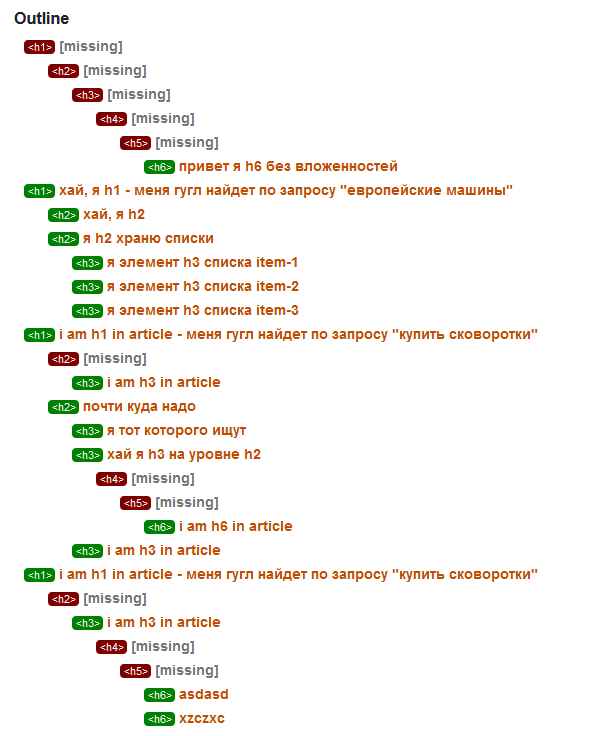 Outline
<h1> [missing]
<h2> [missing]
<h3> [missing]
<h4> [missing]
<h5> [missing]
<h6> привет я h6 без вложенностей
<h1> хай, я h1 - меня гугл найдет по запросу "европейские машины"
<h2> хай, я h2
<h2> я h2 храню списки
<h3> я элемент h3 списка item-1
<h3> я элемент h3 списка item-2
<h3> я элемент h3 списка item-3
<h1> i am h1 in article - меня гугл найдет по запросу "купить сковоротки"
<h2> [missing]
<h3> i am h3 in article
<h2> почти куда надо
<h3> я тот которого ищут
<h3> хай я h3 на уровне h2
<h4> [missing]
<h5> [missing]
<h6> i am h6 in article
<h3> i am h3 in article
<h1> i am h1 in article - меня гугл найдет по запросу "купить сковоротки"
<h2> [missing]
<h3> i am h3 in article
<h4> [missing]
<h5> [missing]
<h6> asdasd
<h6> xzczxc